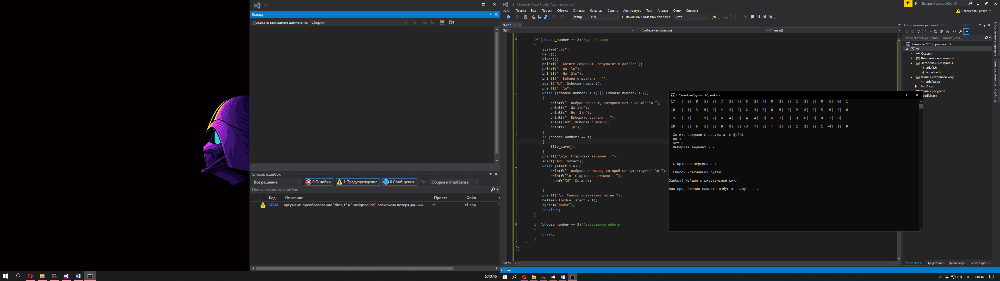 t1
Вывод
Показать выходные данные из: сборки
Список ошибок
Все решение
0 Ошибки
1 Предупреждение
0 Сообщения
Сборка и IntelliSense
Поиск по списку ошибок
Код Описание Проект Файл
C4244 аргумент: преобразование "time_t" в "unsigned int", возможна потеря данных t1 t1.cpp 1
5:40:46
t1 - Microsoft Visual Studio (Администратор)
Быстрый запуск (Ctrl+Q)
Файл Правка Вид Проект Сборка Отладка Команда Сервис Архитектура Тест Анализ Окно Справка
Владислав Грозов
Debug x86 Локальный отладчик Windows Авто
t1.cpp
t1 (Глобальная область) main()
if (choose_number == 2)//ручной ввод
{
system("cls");
hand();
vivod();
printf("  Хотите сохранить результат в файл?\n");
printf("  Да-1\n");
printf("  Нет-2\n");
printf("  Выберите вариант - ");
scanf("%d", &choose_number2);
printf("  \n");
while ((choose_number2 < 1) || (choose_number2 > 2))
{
printf("  Выбран вариант, которого нет в меню!!!\n ");
printf("  Да-1\n");
printf("  Нет-2\n");
printf("  Выберите вариант - ");
scanf("%d", &choose_number2);
printf("  \n");
}
if (choose_number2 == 1)
{
file_save();
}
printf("\n\n  Стартовая вершина = ");
scanf("%d", &start);
while (start > n) {
printf("  Выбрана вершина, которой не существует!!!\n ");
printf("\n  Стартовая вершина = ");
scanf("%d", &start);
}
printf("\n  Список кратчайших путей:");
bellman_ford(n, start - 1);
system("pause");
continue;
}
if (choose_number == 3)//завершение работы
{
break;
}
}
}
110 %
Готово
C:\Windows\system32\cmd.exe
17 | 9| 8| 5| 8| 7| 2| 7| 5| 2| 7| 0| 2| 5| 2| 2| 5| 0| 5| 0| 1|
18 | 1| 3| 0| 2| 4| 3| -2| 2| 4| 3| 6| 6| 9| 9| 8| 9| 5| 0| 3| 6|
19 | 1| 1| 1| 2| 6| 4| 8| 4| 4| 0| 6| 7| 3| 9| 8| 0| 0| 3| 0| 1|
20 | 3| 5| 5| 8| 9| 9| 3| -3| 7| 8| 4| 1| 5| 2| 2| 9| 1| -4| 1| 0|
Хотите сохранить результат в файл?
Да-1
Нет-2
Выберите вариант - 2
Стартовая вершина = 1
Список кратчайших путей:
Ошибка! Найден отрицательный цикл
Для продолжения нажмите любую клавишу . . .
Обозреватель решений
Обозреватель решений — поиск (Ctrl+;)
Решение "t1" (проектов: 1)
t1
Ссылки
Внешние зависимости
Заголовочные файлы
stdafx.h
targetver.h
Файлы исходного кода
stdafx.cpp
t1.cpp
Файлы ресурсов
eadMe.txt
Обозревате... Представле... Диспетчер... Team Explor...
Обозреватель серверов
Панель элементов
Свойства
РУС 5:40:46